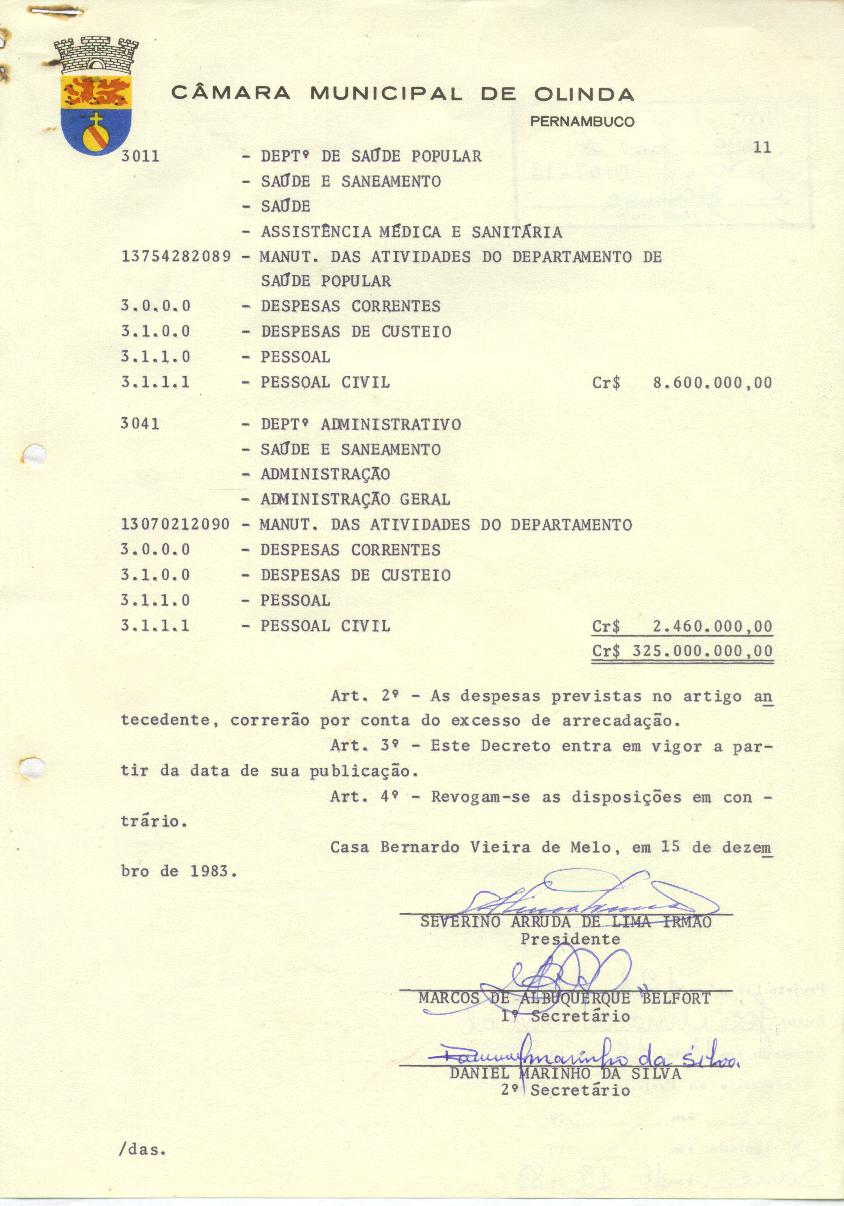 CÂMARA MUNICIPAL DE OLINDA
PERNAMBUCO
11
3011 - DEPTº DE SAÚDE POPULAR
- SAÚDE E SANEAMENTO
- SAÚDE
- ASSISTÊNCIA MÉDICA E SANITÁRIA
13754282089 - MANUT. DAS ATIVIDADES DO DEPARTAMENTO DE
SAÚDE POPULAR
3.0.0.0 - DESPESAS CORRENTES
3.1.0.0 - DESPESAS DE CUSTEIO
3.1.1.0 - PESSOAL
3.1.1.1 - PESSOAL CIVIL Cr$ 8.600.000,00
3041 - DEPTº ADMINISTRATIVO
- SAÚDE E SANEAMENTO
- ADMINISTRAÇÃO
- ADMINISTRAÇÃO GERAL
13070212090 - MANUT. DAS ATIVIDADES DO DEPARTAMENTO
3.0.0.0 - DESPESAS CORRENTES
3.1.0.0 - DESPESAS DE CUSTEIO
3.1.1.0 - PESSOAL
3.1.1.1 - PESSOAL CIVIL Cr$ 2.460.000,00
Cr$ 325.000.000,00
Art. 2º - As despesas previstas no artigo an
tecedente, correrão por conta do excesso de arrecadação.
Art. 3º - Este Decreto entra em vigor a par-
tir da data de sua publicação.
Art. 4º - Revogam-se as disposições em con -
trário.
Casa Bernardo Vieira de Melo, em 15 de dezem
bro de 1983.
SEVERINO ARRUDA DE LIMA IRMÃO
Presidente
MARCOS DE ALBUQUERQUE BELFORT
1º Secretário
marinho da Silva
DANIEL MARINHO DA SILVA
2º Secretário
/das.